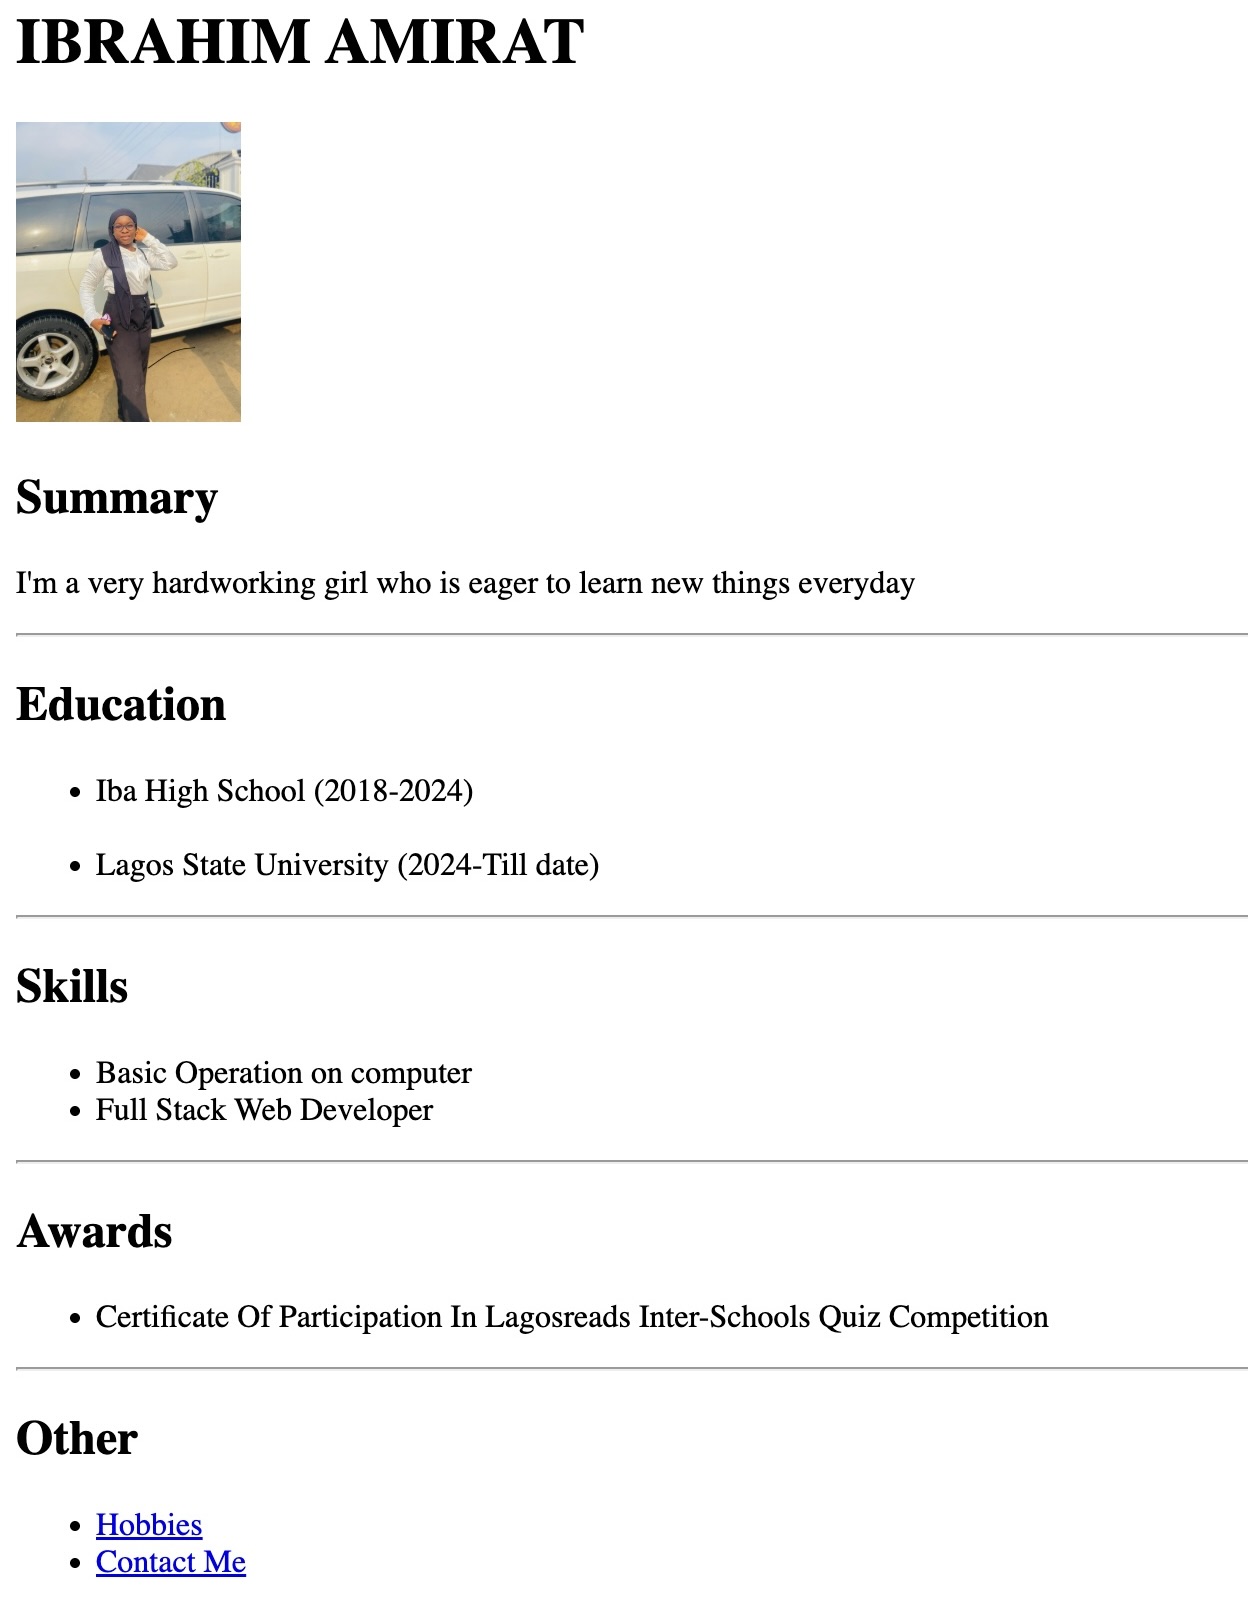 IBRAHIM AMIRAT
Summary
I'm a very hardworking girl who is eager to learn new things everyday
Education
• Iba High School (2018-2024)
• Lagos State University (2024-Till date)
Skills
• Basic Operation on computer
• Full Stack Web Developer
Awards
• Certificate Of Participation In Lagosreads Inter-Schools Quiz Competition
Other
• Hobbies
• Contact Me